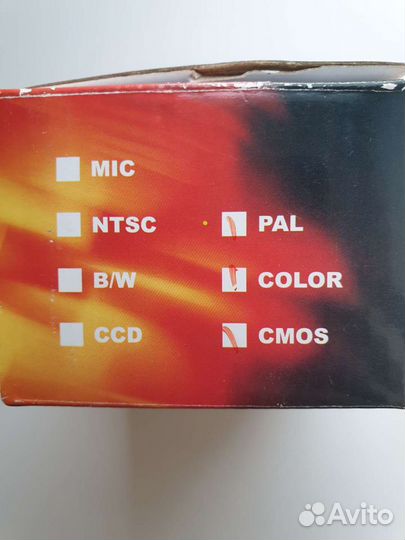 MIC
NTSC PAL
B/W COLOR
CCD CMOS
Avito